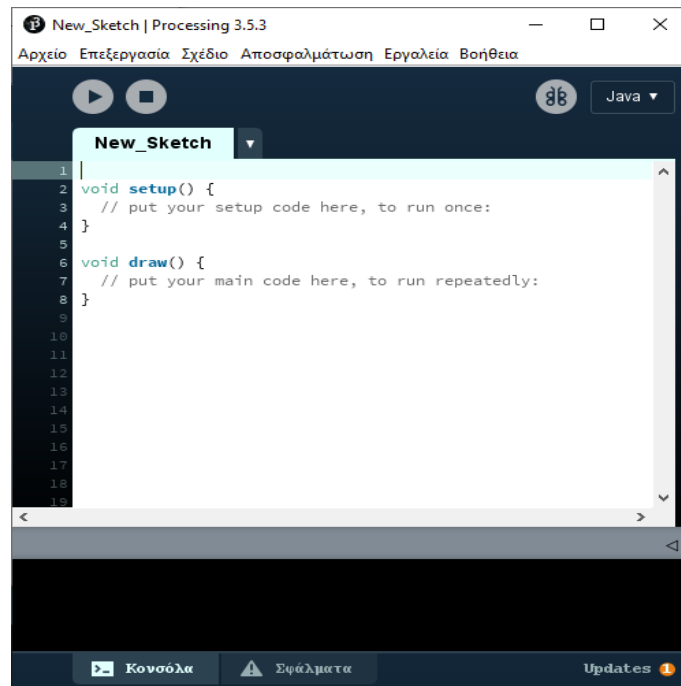 New_Sketch | Processing 3.5.3
Αρχείο Επεξεργασία Σχέδιο Αποσφαλμάτωση Εργαλεία Βοήθεια
Java ▼
New_Sketch ▼
1
2 void setup() {
3 // put your setup code here, to run once:
4 }
5
6 void draw() {
7 // put your main code here, to run repeatedly:
8 }
9
10
11
12
13
14
15
16
17
18
19
Κονσόλα Σφάλματα Updates 1